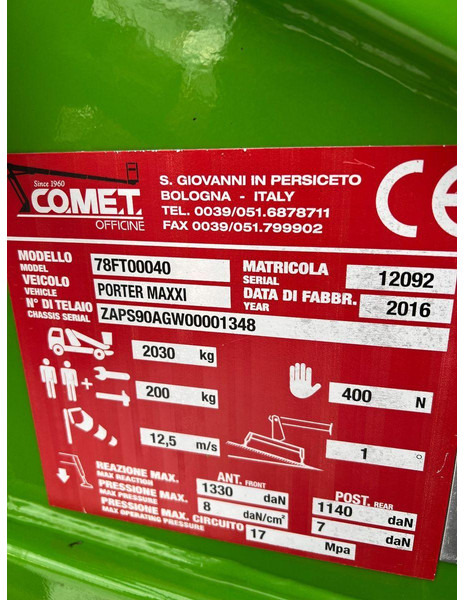 Since 1960
CO.ME.T.
OFFICINE
S. GIOVANNI IN PERSICETO
BOLOGNA - ITALY
TEL. 0039/051.6878711
FAX 0039/051.799902
CE
MODELLO
MODEL
78FT00040
VEICOLO
VEHICLE
PORTER MAXXI
N° DI TELAIO
CHASSIS SERIAL
ZAPS90AGW00001348
MATRICOLA
SERIAL
12092
DATA DI FABBR.
YEAR
2016
2030 kg
200 kg
400 N
12,5 m/s
1 °
ANT. FRONT
POST. REAR
REAZIONE MAX.
MAX REACTION
1330 daN
1140 daN
PRESSIONE MAX.
MAX PRESSURE
8 daN/cm²
7 daN
PRESSIONE MAX. CIRCUITO
MAX OPERATING PRESSURE
17 Mpa